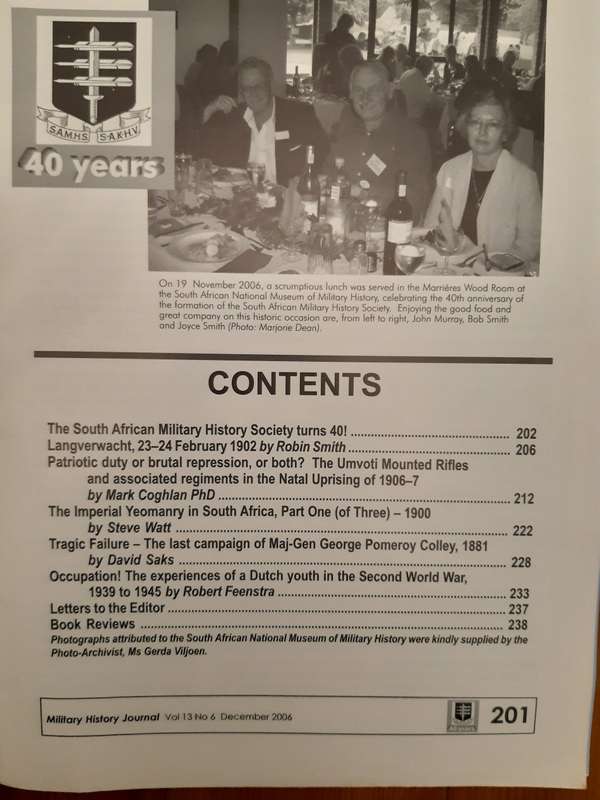 S.A.M.H.S. S.A.K.H.V.
40 years
On 19 November 2006, a scrumptious lunch was served in the Marriéres Wood Room at
the South African National Museum of Military History, celebrating the 40th anniversary of
the formation of the South African Military History Society. Enjoying the good food and
great company on this historic occasion are, from left to right, John Murray, Bob Smith
and Joyce Smith (Photo: Marjorie Dean).
CONTENTS
The South African Military History Society turns 40! ........................................ 202
Langverwacht, 23–24 February 1902 by Robin Smith ........................................ 206
Patriotic duty or brutal repression, or both? The Umvoti Mounted Rifles
and associated regiments in the Natal Uprising of 1906–7
by Mark Coghlan PhD ........................................ 212
The Imperial Yeomanry in South Africa, Part One (of Three) – 1900
by Steve Watt ........................................ 222
Tragic Failure – The last campaign of Maj-Gen George Pomeroy Colley, 1881
by David Saks ........................................ 228
Occupation! The experiences of a Dutch youth in the Second World War,
1939 to 1945 by Robert Feenstra ........................................ 233
Letters to the Editor ........................................ 237
Book Reviews ........................................ 238
Photographs attributed to the South African National Museum of Military History were kindly supplied by the
Photo-Archivist, Ms Gerda Viljoen.
Military History Journal Vol 13 No 6 December 2006
40 years
201